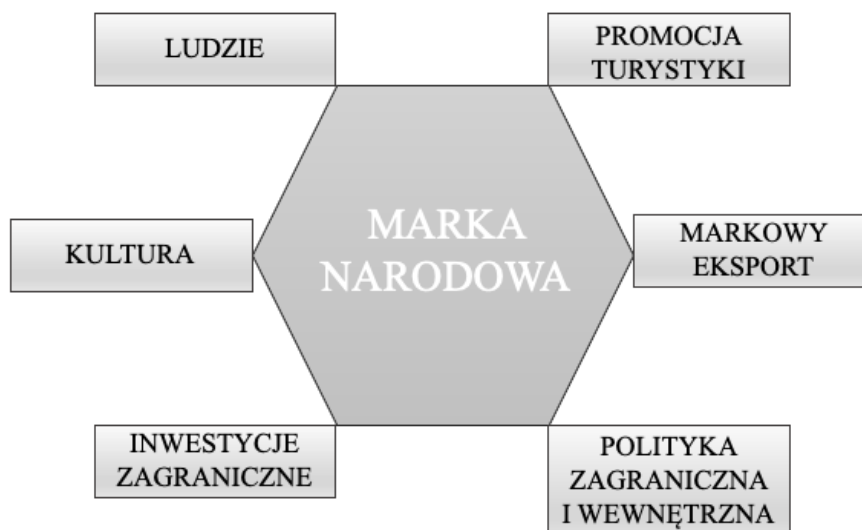 LUDZIE
PROMOCJA
TURYSTYKI
KULTURA
MARKA
NARODOWA
MARKOWY
EKSPORT
INWESTYCJE
ZAGRANICZNE
POLITYKA
ZAGRANICZNA
I WEWNĘTRZNA